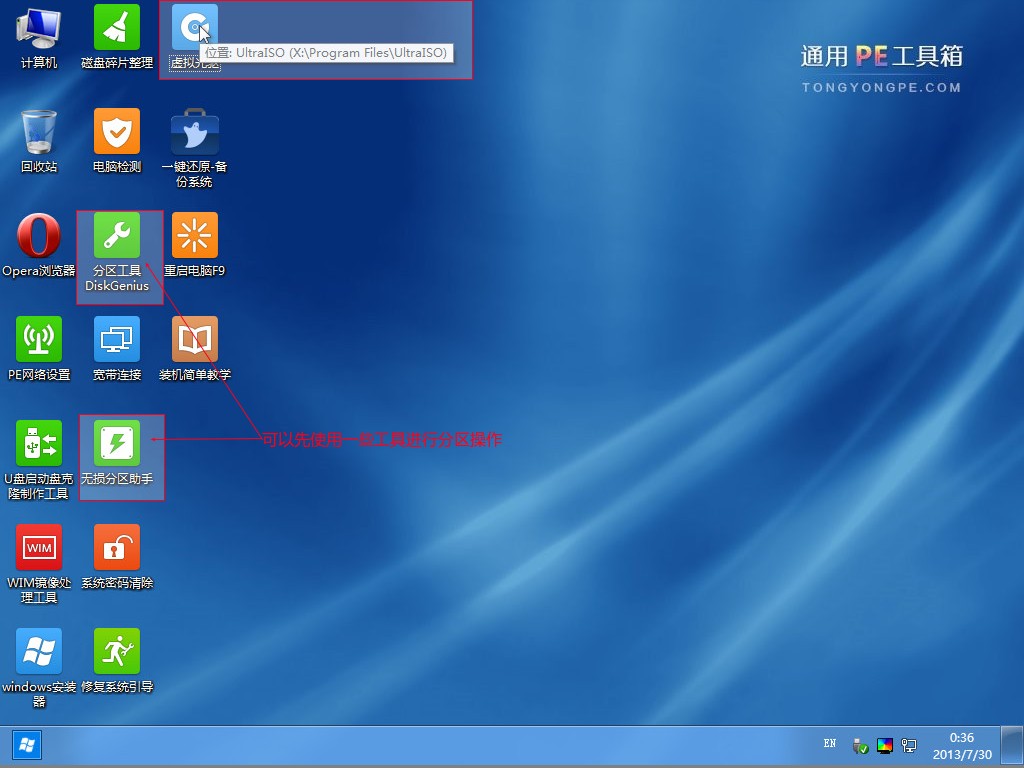 计算机
磁盘碎片整理
虚拟光驱
位置: UltraISO (X:\Program Files\UltraISO)
通用PE工具箱
TONGYONGPE.COM
回收站
电脑检测
一键还原-备
份系统
Opera浏览器
分区工具
DiskGenius
重启电脑F9
PE网络设置
宽带连接
装机简单教学
可以先使用一些工具进行分区操作
U盘启动盘克
隆制作工具
无损分区助手
WIM
WIM镜像处
理工具
系统密码清除
windows安装
器
修复系统引导
EN
0:36
2013/7/30